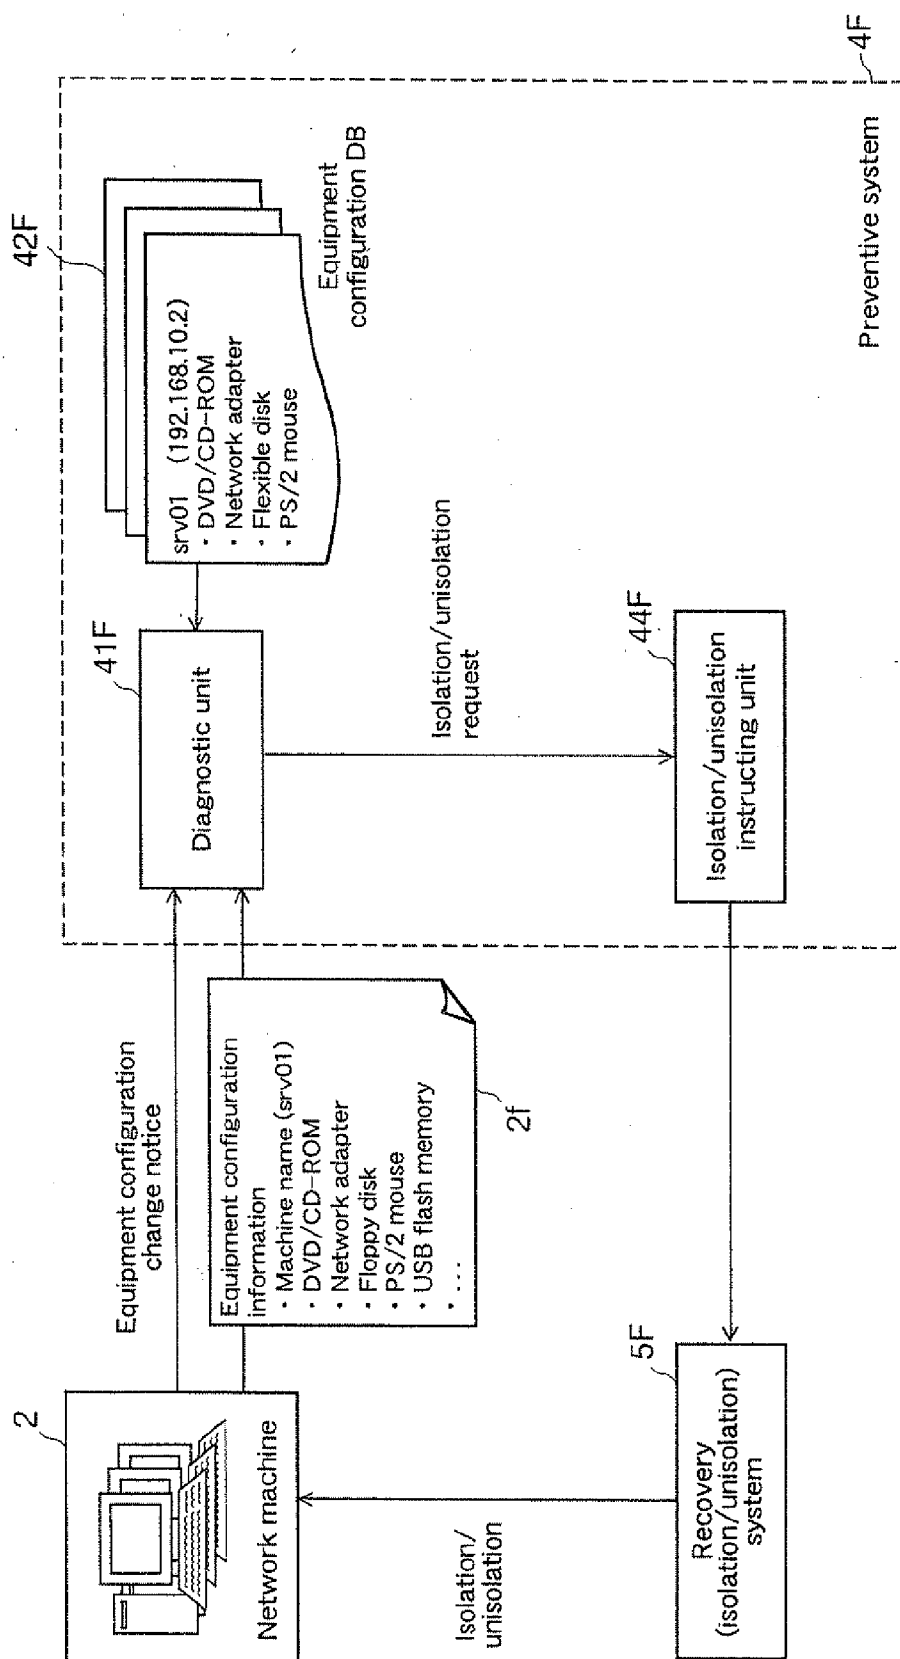 2
Network machine
Equipment configuration
change notice
Equipment configuration
information
・ Machine name (srv01)
・ DVD/CD-ROM
・ Network adapter
・ Floppy disk
・ PS/2 mouse
・ USB flash memory
・ ...
2f
41F
Diagnostic unit
42F
srv01 (192.168.10.2)
・ DVD/CD-ROM
・ Network adapter
・ Flexible disk
・ PS/2 mouse
Equipment
configuration DB
Isolation/unisolation
request
44F
Isolation/unisolation
instructing unit
Preventive system
4F
5F
Recovery
(isolation/unisolation)
system
Isolation/
unisolation